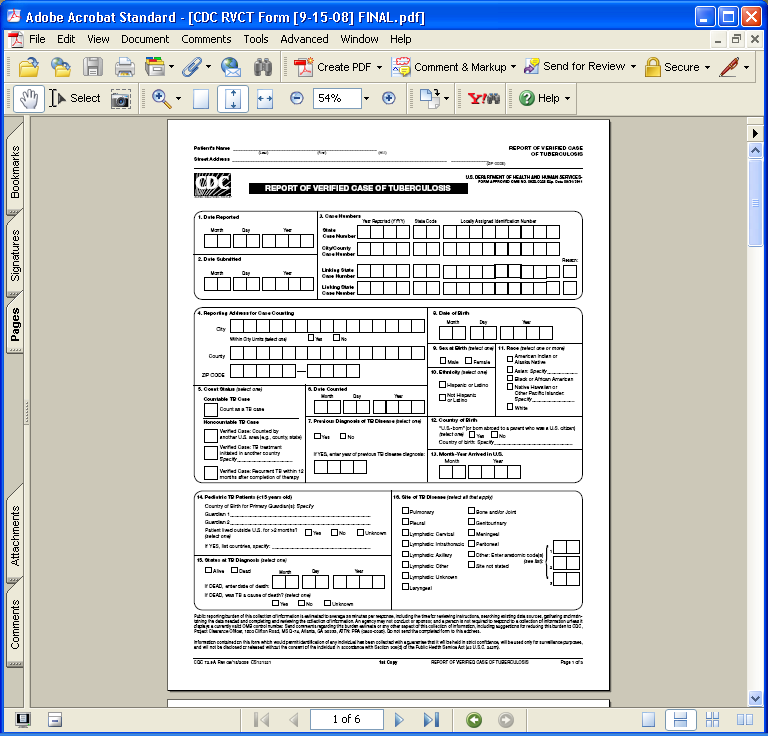 Adobe Acrobat Standard - [CDC RVCT Form [9-15-08] FINAL.pdf]
File Edit View Document Comments Tools Advanced Window Help
Create PDF Comment & Markup Send for Review Secure
Select 54% Y! Help
Bookmarks
Signatures
Pages
Attachments
Comments
Patient's Name
(Last) (First) (M.I.)
REPORT OF VERIFIED CASE
OF TUBERCULOSIS
Street Address
(ZIP CODE)
CDC
REPORT OF VERIFIED CASE OF TUBERCULOSIS
U.S. DEPARTMENT OF HEALTH AND HUMAN SERVICES
1. Date Reported
Month Day Year
2. Date Submitted
Month Day Year
3. Case Numbers
Year Reported (YYYY) State Code Locally Assigned Identification Number
State
Case Number
City/County
Case Number
Reason:
Linking State
Case Number
Linking State
Case Number
4. Reporting Address for Case Counting
City
Within City Limits (select one) Yes No
County
ZIP CODE
5. Count Status (select one)
Countable TB Case
Count as a TB case
Noncountable TB Case
Verified Case: Counted by
another U.S. area (e.g., county, state)
Verified Case: TB treatment
initiated in another country
Specify
Verified Case: Recurrent TB within 12
months after completion of therapy
6. Date Counted
Month Day Year
7. Previous Diagnosis of TB Disease (select one)
Yes No
If YES, enter year of previous TB disease diagnosis:
8. Date of Birth
Month Day Year
9. Sex at Birth (select one)
Male Female
10. Ethnicity (select one)
Hispanic or Latino
Not Hispanic
or Latino
11. Race (select one or more)
American Indian or
Alaska Native
Asian: Specify
Black or African American
Native Hawaiian or
Other Pacific Islander:
Specify
White
12. Country of Birth
"U.S.-born" (or born abroad to a parent who was a U.S. citizen)
(select one) Yes No
Country of birth: Specify
13. Month-Year Arrived in U.S.
Month Year
14. Pediatric TB Patients (<15 years old)
Country of Birth for Primary Guardian(s): Specify
Guardian 1
Guardian 2
Patient lived outside U.S. for >2 months?
(select one) Yes No Unknown
If YES, list countries, specify:
15. Status at TB Diagnosis (select one)
Alive Dead
Month Day Year
If DEAD, enter date of death:
If DEAD, was TB a cause of death? (select one)
Yes No Unknown
16. Site of TB Disease (select all that apply)
Pulmonary
Pleural
Lymphatic: Cervical
Lymphatic: Intrathoracic
Lymphatic: Axillary
Lymphatic: Other
Lymphatic: Unknown
Laryngeal
Bone and/or Joint
Genitourinary
Meningeal
Peritoneal
Other: Enter anatomic code(s)
(see list):
Site not stated
1
2
3
1st Copy
REPORT OF VERIFIED CASE OF TUBERCULOSIS
1 of 6